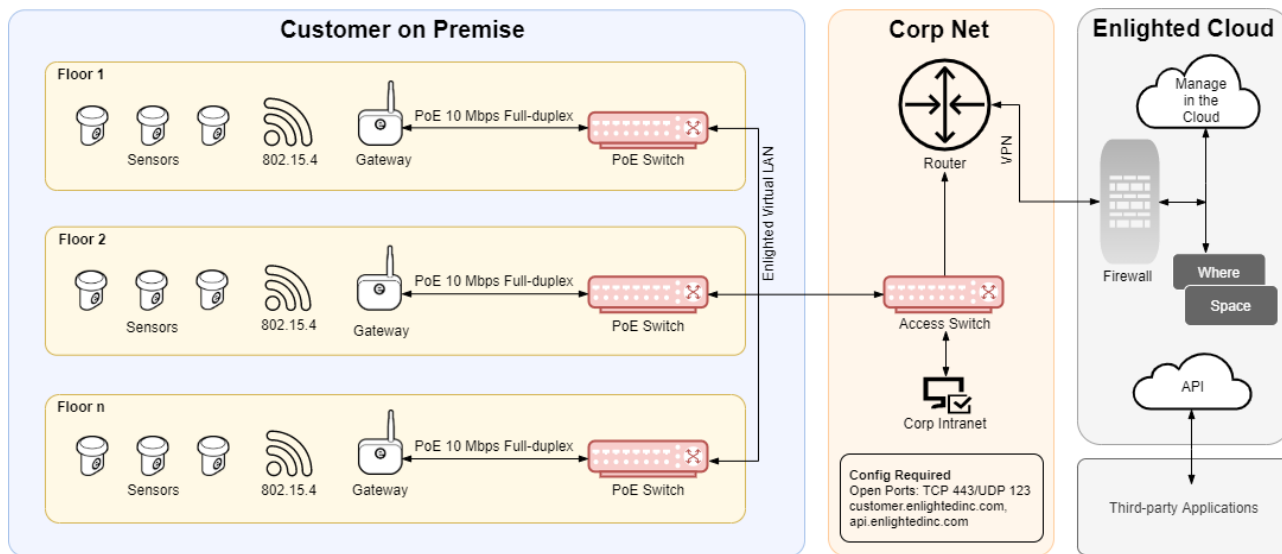 Customer on Premise
Floor 1
Sensors
802.15.4
Gateway
PoE 10 Mbps Full-duplex
PoE Switch
Floor 2
Sensors
802.15.4
Gateway
PoE 10 Mbps Full-duplex
PoE Switch
Floor n
Sensors
802.15.4
Gateway
PoE 10 Mbps Full-duplex
PoE Switch
Enlighted Virtual LAN
Corp Net
Router
VPN
Access Switch
Corp Intranet
Config Required
Open Ports: TCP 443/UDP 123
customer.enlightedinc.com,
api.enlightedinc.com
Enlighted Cloud
Manage
in the
Cloud
Firewall
Where
Space
API
Third-party Applications